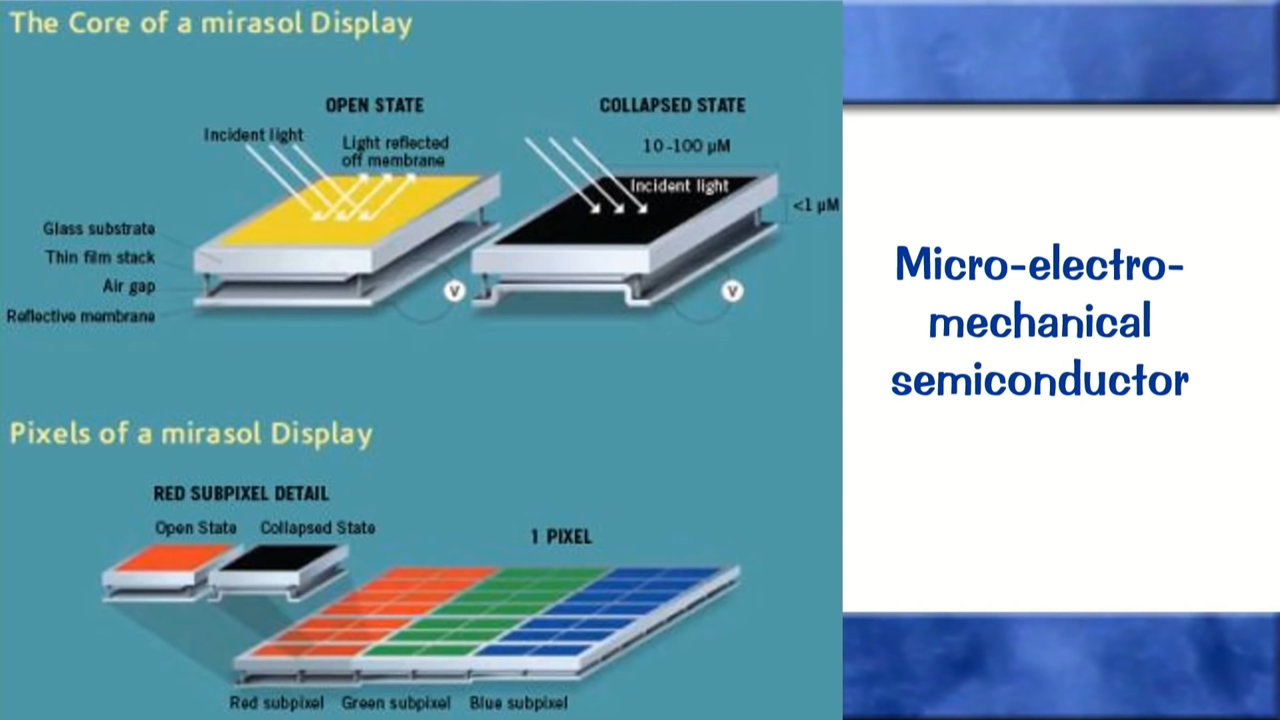 The Core of a mirasol Display
OPEN STATE
COLLAPSED STATE
Incident light
Light reflected
off membrane
10-100 µM
Incident light
<1 µM
Glass substrate
Thin film stack
Air gap
Reflective membrane
V
V
Micro-electro-
mechanical
semiconductor
Pixels of a mirasol Display
RED SUBPIXEL DETAIL
Open State
Collapsed State
1 PIXEL
Red subpixel
Green subpixel
Blue subpixel